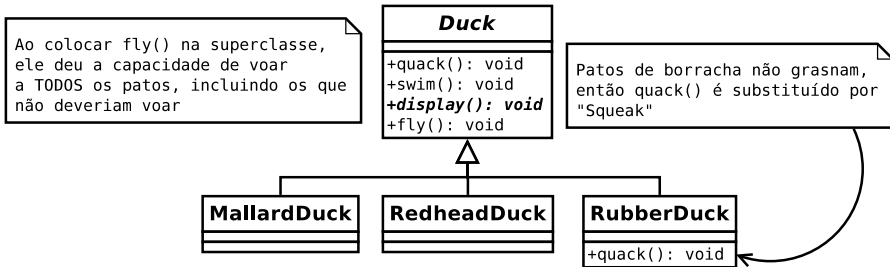 Ao colocar fly() na superclasse,
ele deu a capacidade de voar
a TODOS os patos, incluindo os que
não deveriam voar
Duck
+quack(): void
+swim(): void
+display(): void
+fly(): void
Patos de borracha não grasnam,
então quack() é substituído por
"Squeak"
MallardDuck
RedheadDuck
RubberDuck
+quack(): void